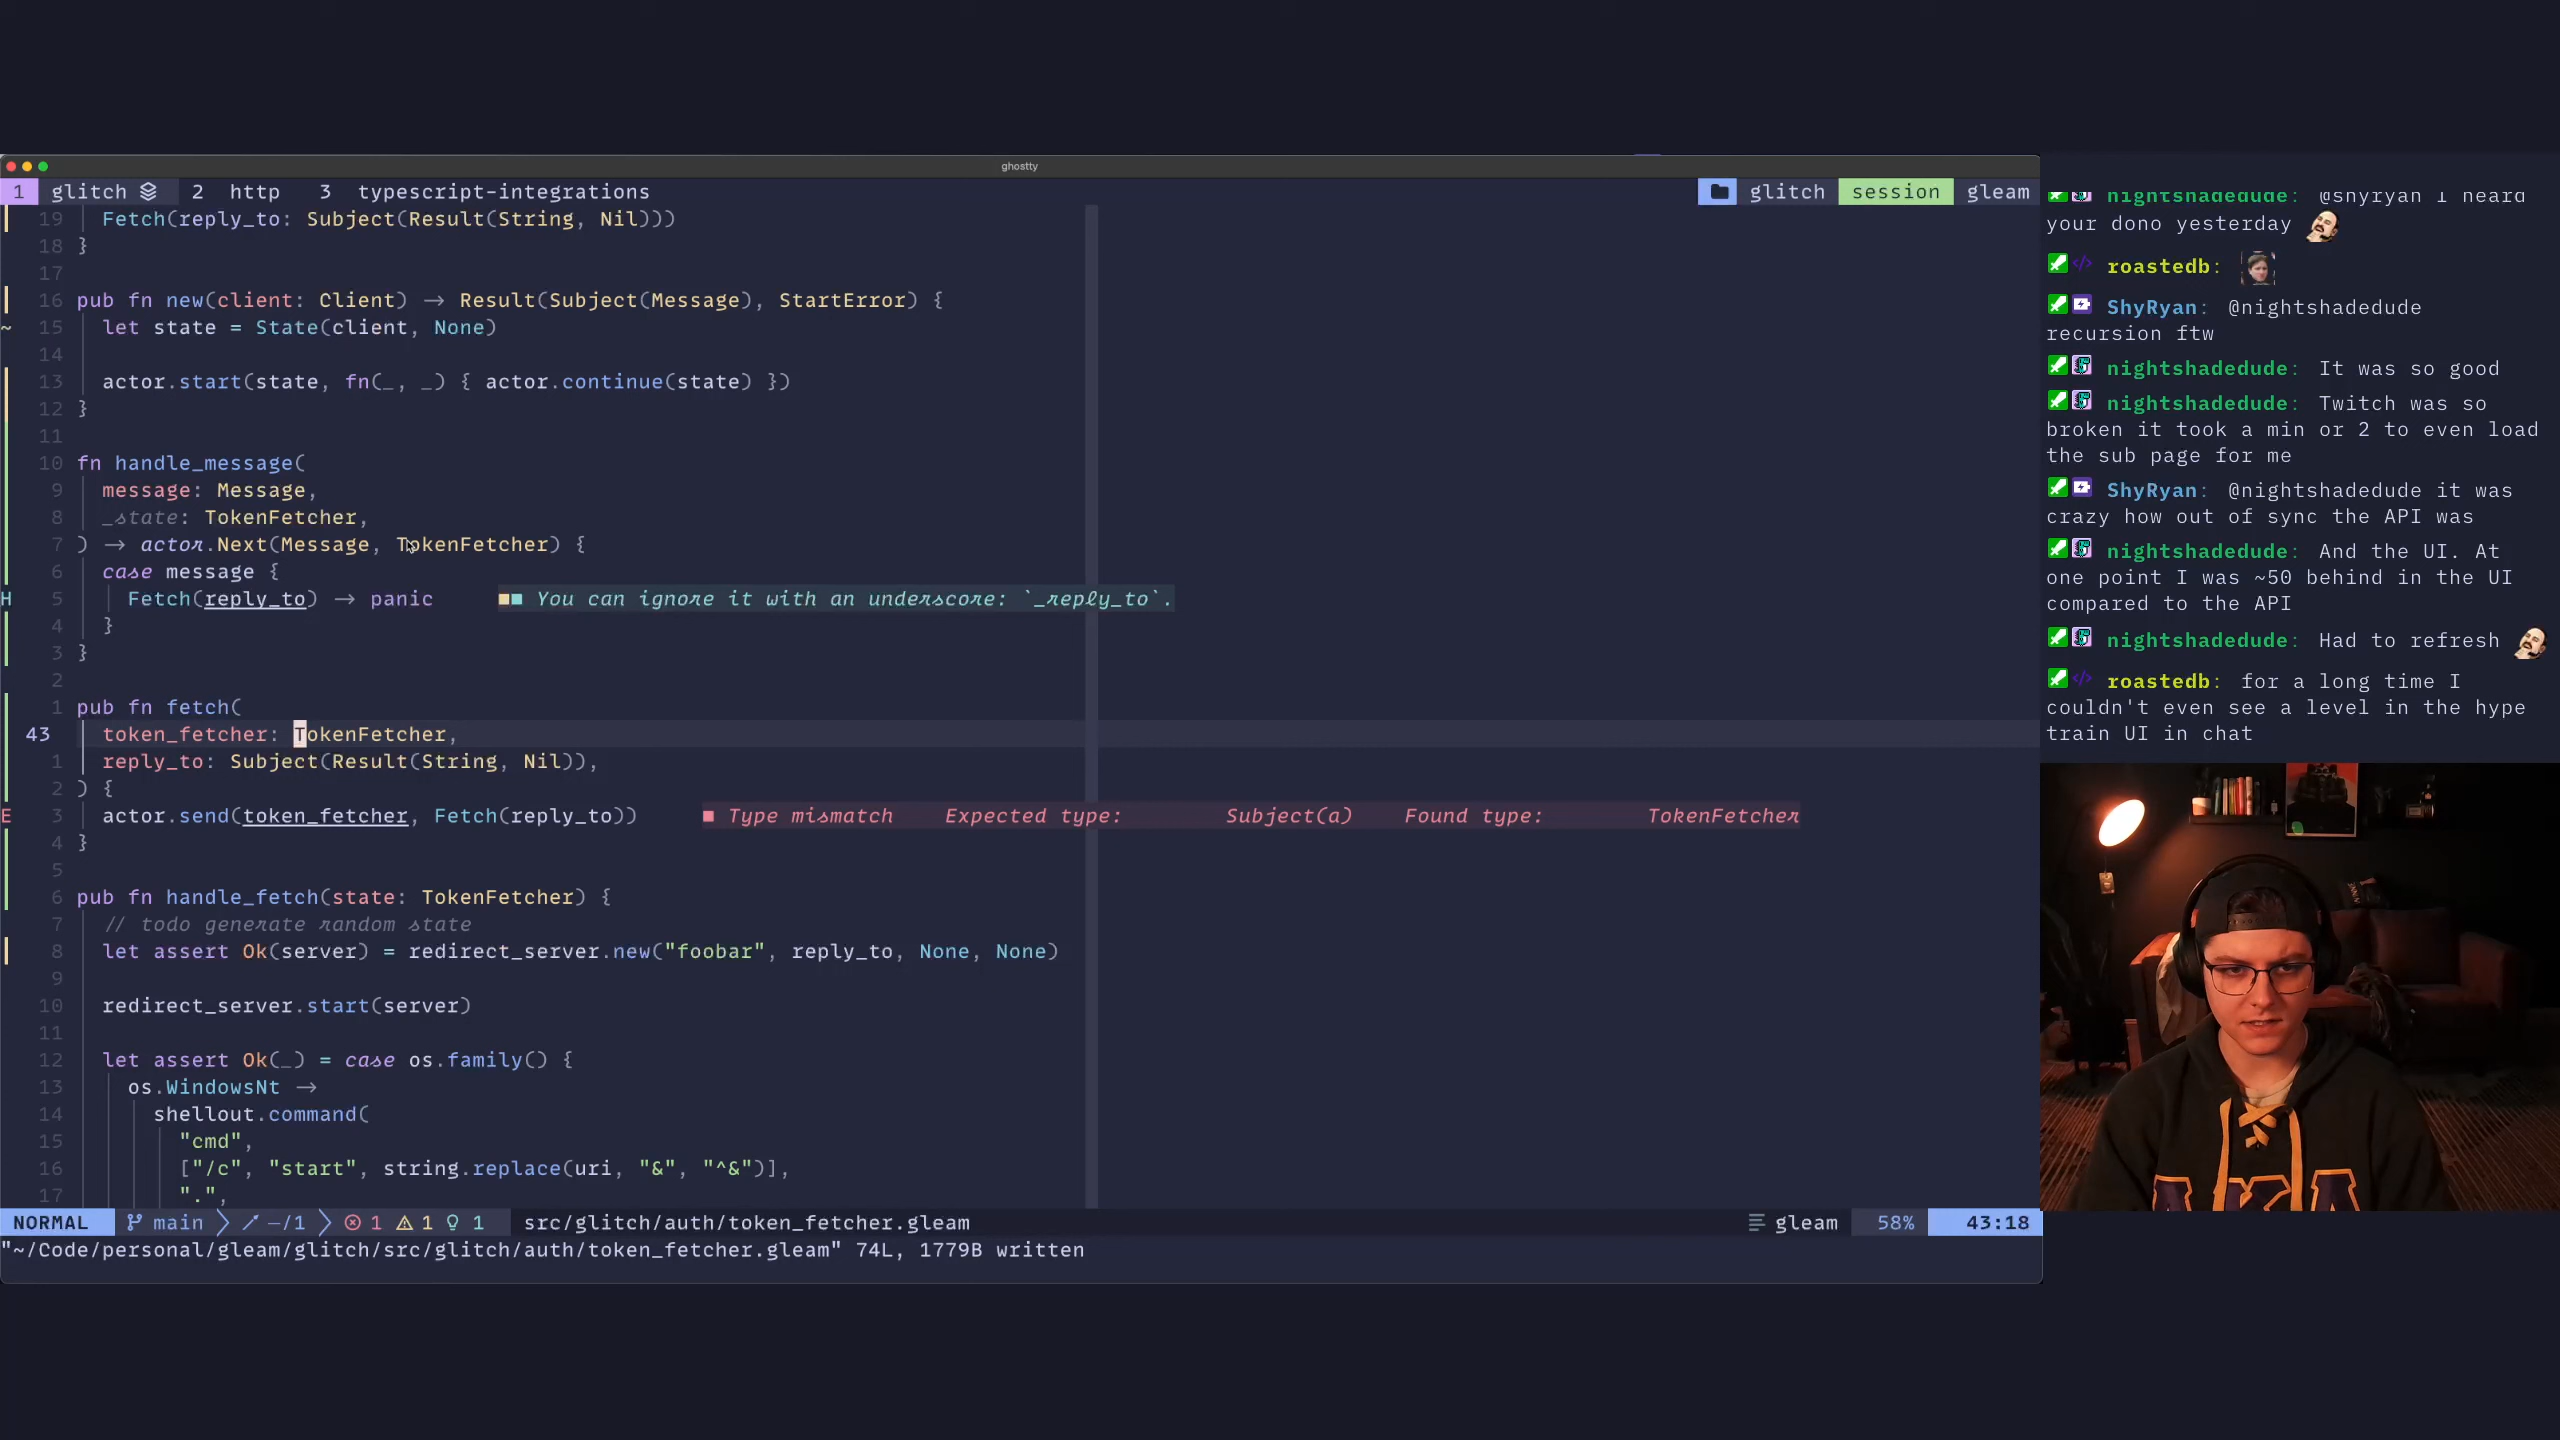 ghostty
1 glitch 2 http 3 typescript-integrations glitch session gleam
19 Fetch(reply_to: Subject(Result(String, Nil)))
18 }
17
16 pub fn new(client: Client) -> Result(Subject(Message), StartError) {
~ 15 let state = State(client, None)
14
13 actor.start(state, fn(_, _) { actor.continue(state) })
12 }
11
10 fn handle_message(
9 message: Message,
8 _state: TokenFetcher,
7 ) -> actor.Next(Message, TokenFetcher) {
6 case message {
H 5 Fetch(reply_to) -> panic ■■ You can ignore it with an underscore: `_reply_to`.
4 }
3 }
2
1 pub fn fetch(
43 token_fetcher: TokenFetcher,
1 reply_to: Subject(Result(String, Nil)),
2 ) {
E 3 actor.send(token_fetcher, Fetch(reply_to)) ■ Type mismatch Expected type: Subject(a) Found type: TokenFetcher
4 }
5
6 pub fn handle_fetch(state: TokenFetcher) {
7 // todo generate random state
8 let assert Ok(server) = redirect_server.new("foobar", reply_to, None, None)
9
10 redirect_server.start(server)
11
12 let assert Ok(_) = case os.family() {
13 os.WindowsNt ->
14 shellout.command(
15 "cmd",
16 ["/c", "start", string.replace(uri, "&", "^&")],
17 ".",
NORMAL main –/1 1 1 1 src/glitch/auth/token_fetcher.gleam gleam 58% 43:18
"~/Code/personal/gleam/glitch/src/glitch/auth/token_fetcher.gleam" 74L, 1779B written
nightshadedude: @shyryan I heard
your dono yesterday
roastedb:
ShyRyan: @nightshadedude
recursion ftw
nightshadedude: It was so good
nightshadedude: Twitch was so
broken it took a min or 2 to even load
the sub page for me
ShyRyan: @nightshadedude it was
crazy how out of sync the API was
nightshadedude: And the UI. At
one point I was ~50 behind in the UI
compared to the API
nightshadedude: Had to refresh
roastedb: for a long time I
couldn't even see a level in the hype
train UI in chat